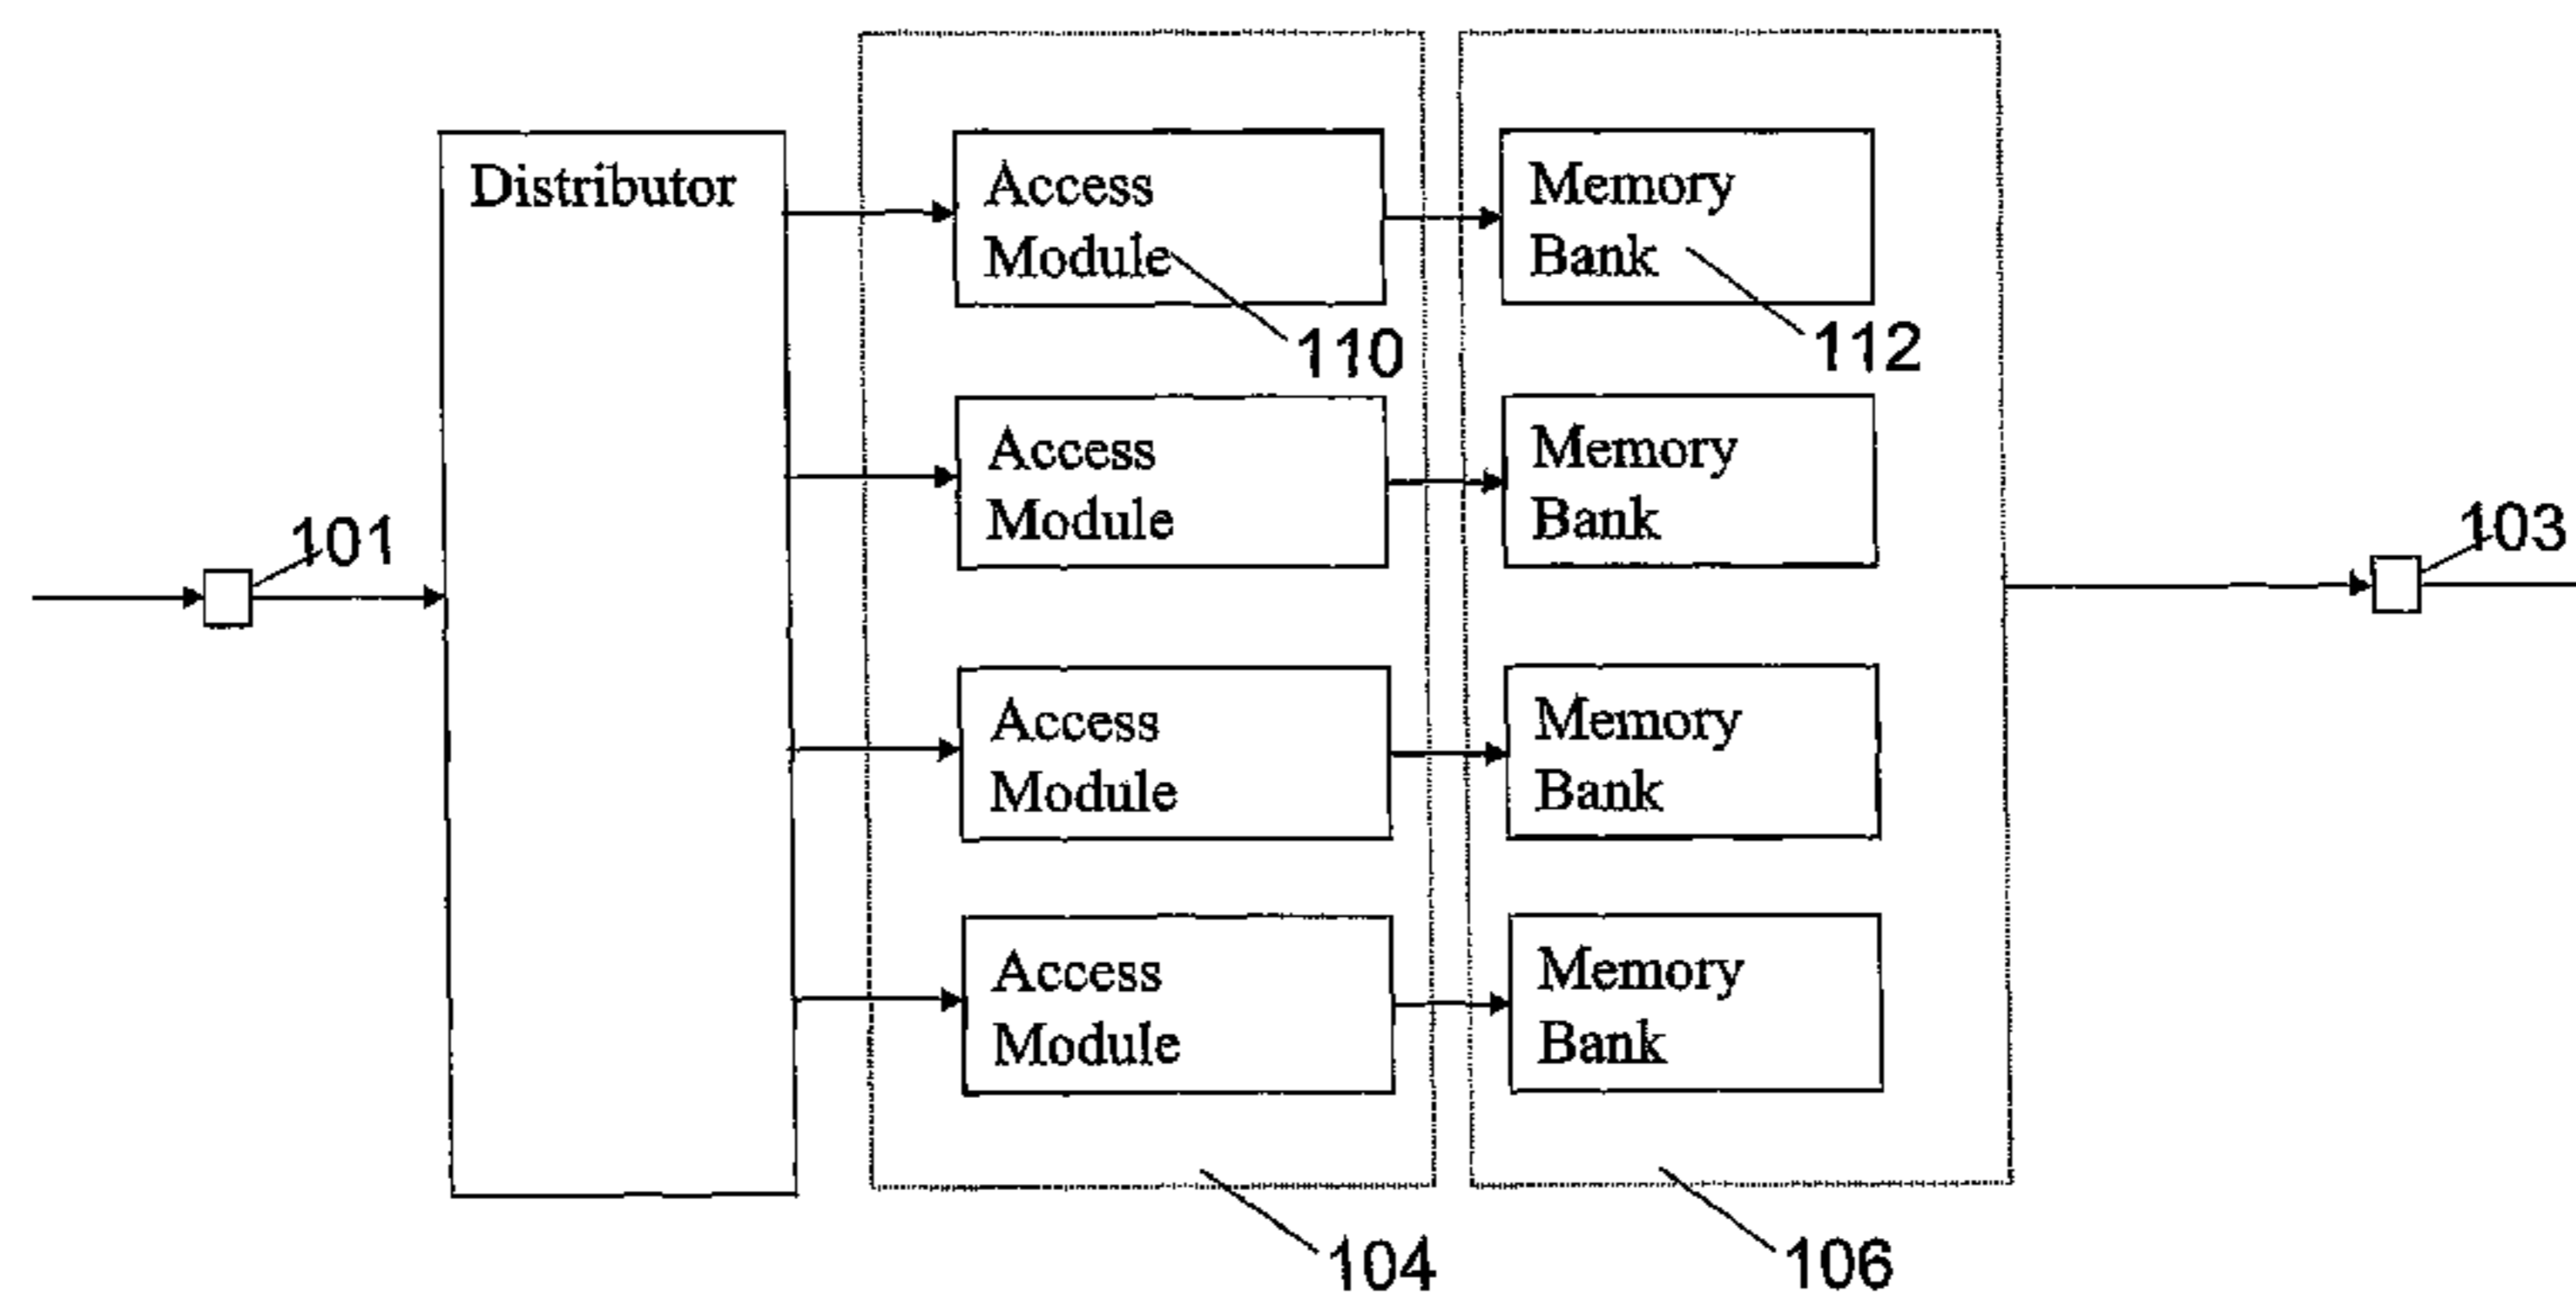 Distributor
Access
Module
110
Memory
Bank
112
Access
Module
Memory
Bank
101
103
Access
Module
Memory
Bank
Access
Module
Memory
Bank
104
106